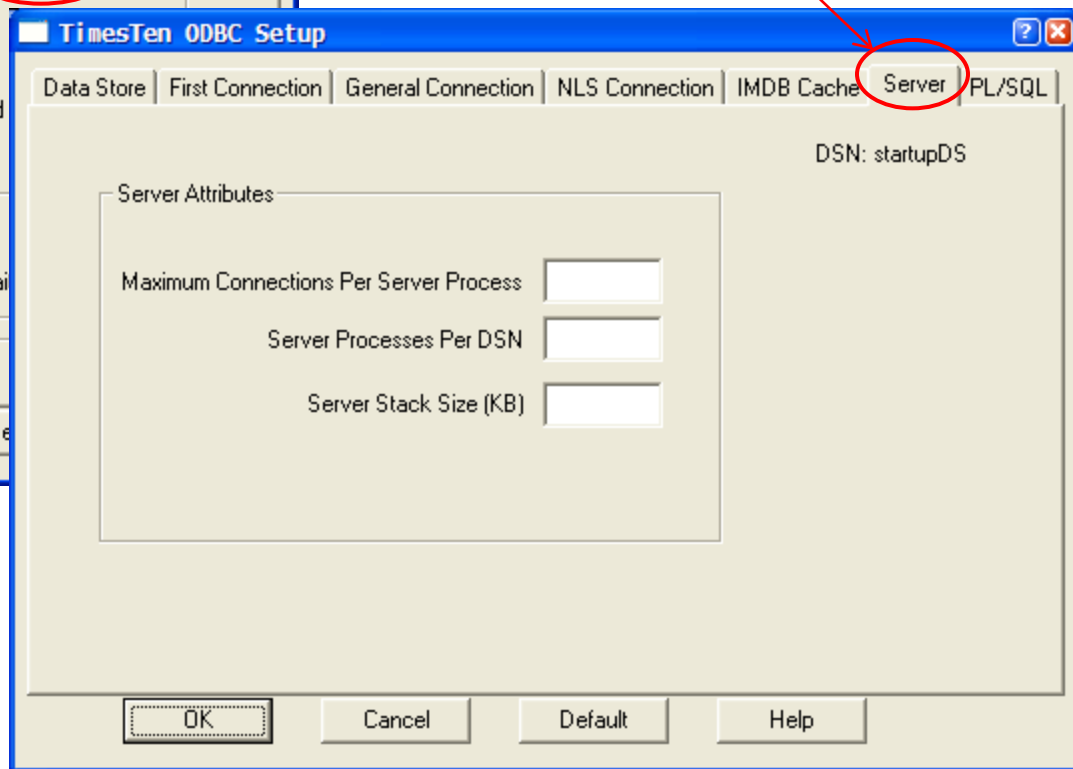 TimesTen ODBC Setup
Data Store First Connection General Connection NLS Connection IMDB Cache Server PL/SQL
DSN: startupDS
Server Attributes
Maximum Connections Per Server Process
Server Processes Per DSN
Server Stack Size (KB)
OK Cancel Default Help